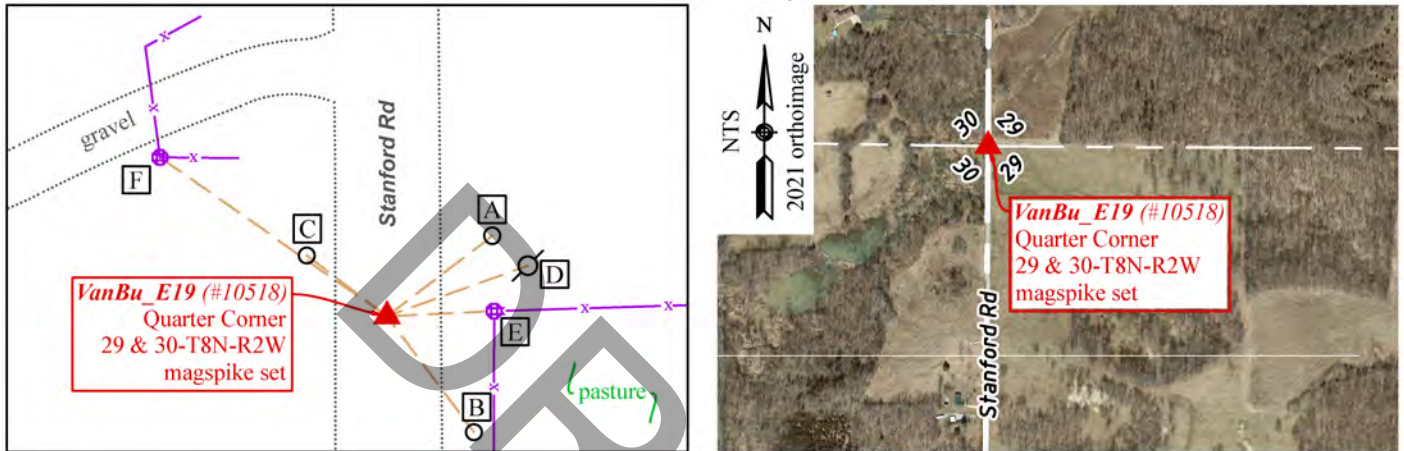 x
x
gravel
x
F
C
A
D
E
x
x
x
B
Stanford Rd
VanBu_E19 (#10518)
Quarter Corner
29 & 30-T8N-R2W
magspike set
pasture
D
R
N
NTS
2021 orthoimage
30 29
30 29
VanBu_E19 (#10518)
Quarter Corner
29 & 30-T8N-R2W
magspike set
Stanford Rd